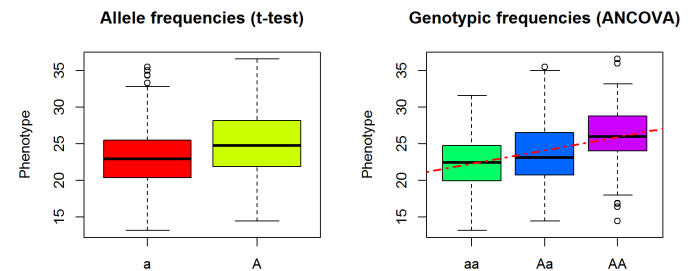 Allele frequencies (t-test)
Phenotype
35
30
25
20
15
a A
Genotypic frequencies (ANCOVA)
Phenotype
35
30
25
20
15
aa Aa AA